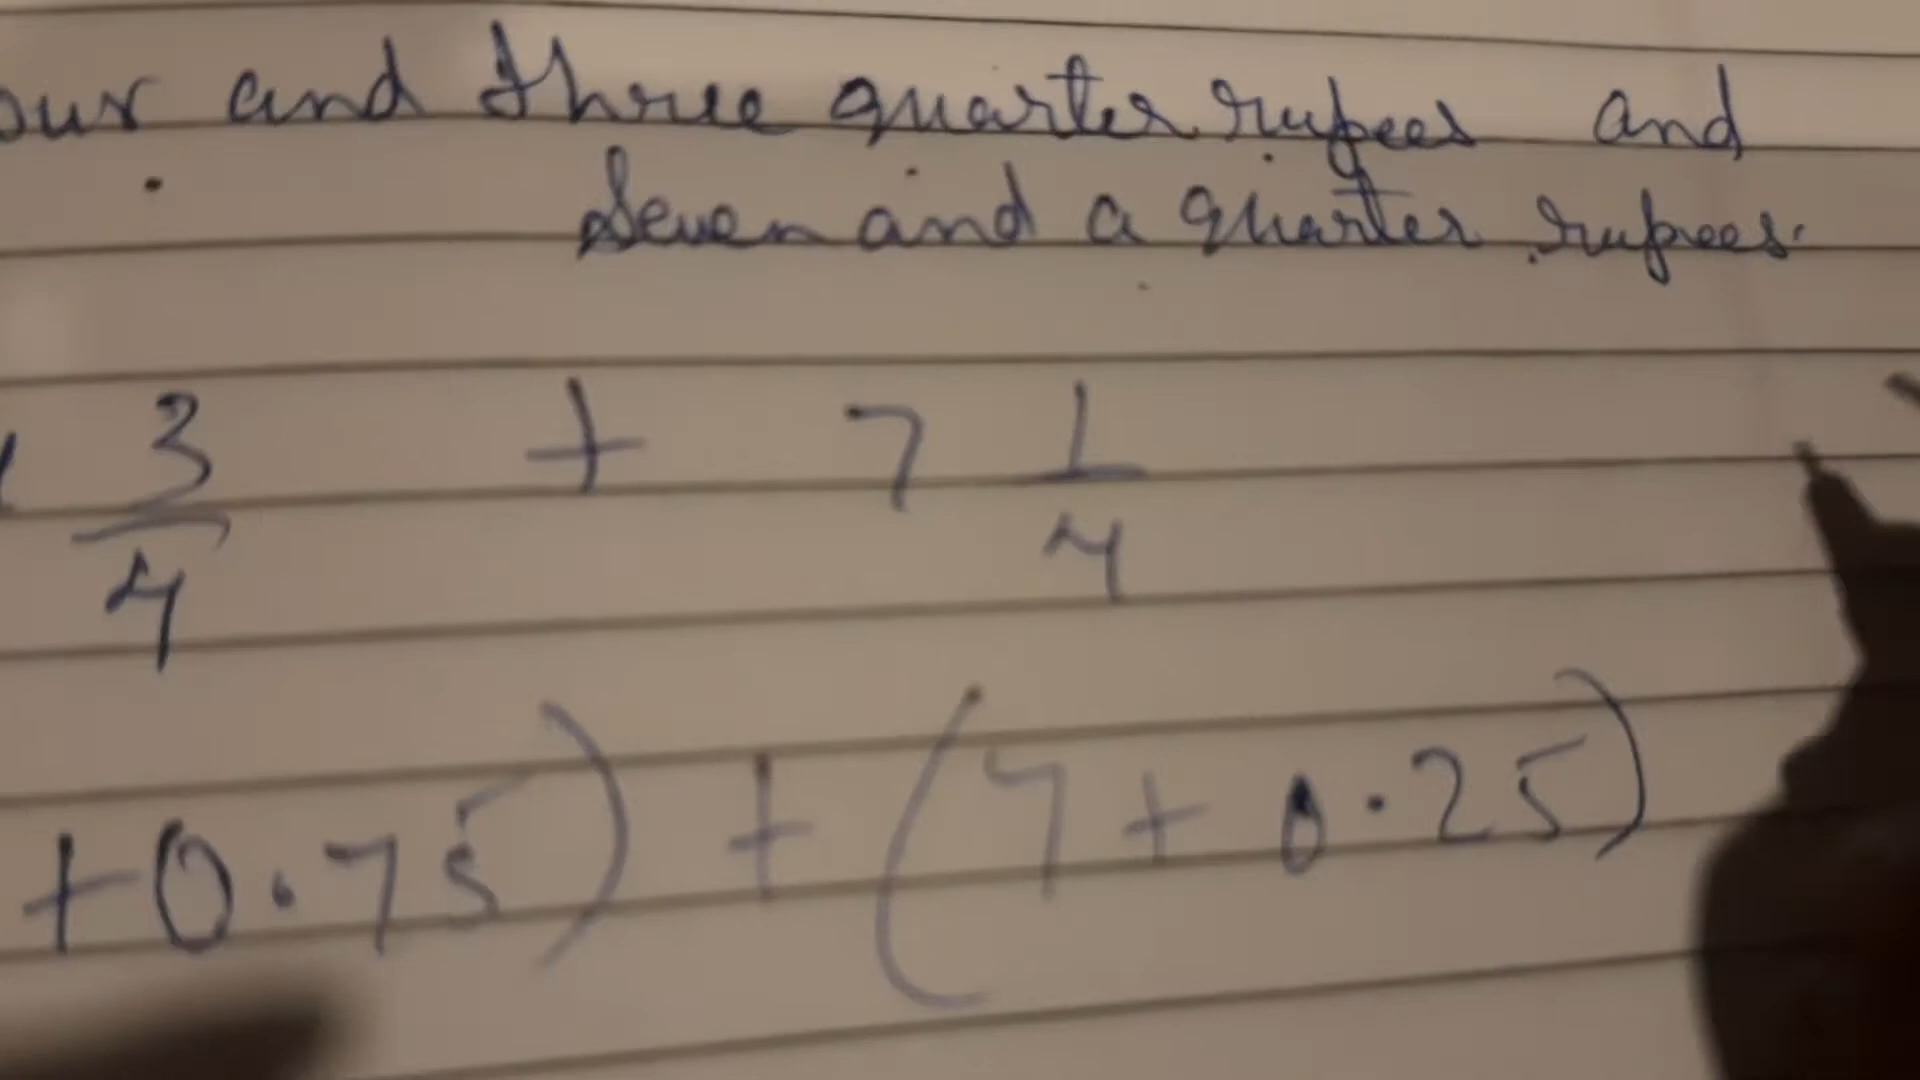 our and three quarter rupees and
seven and a quarter rupees.
3/4 + 7 1/4
+0.75) + (7+0.25)